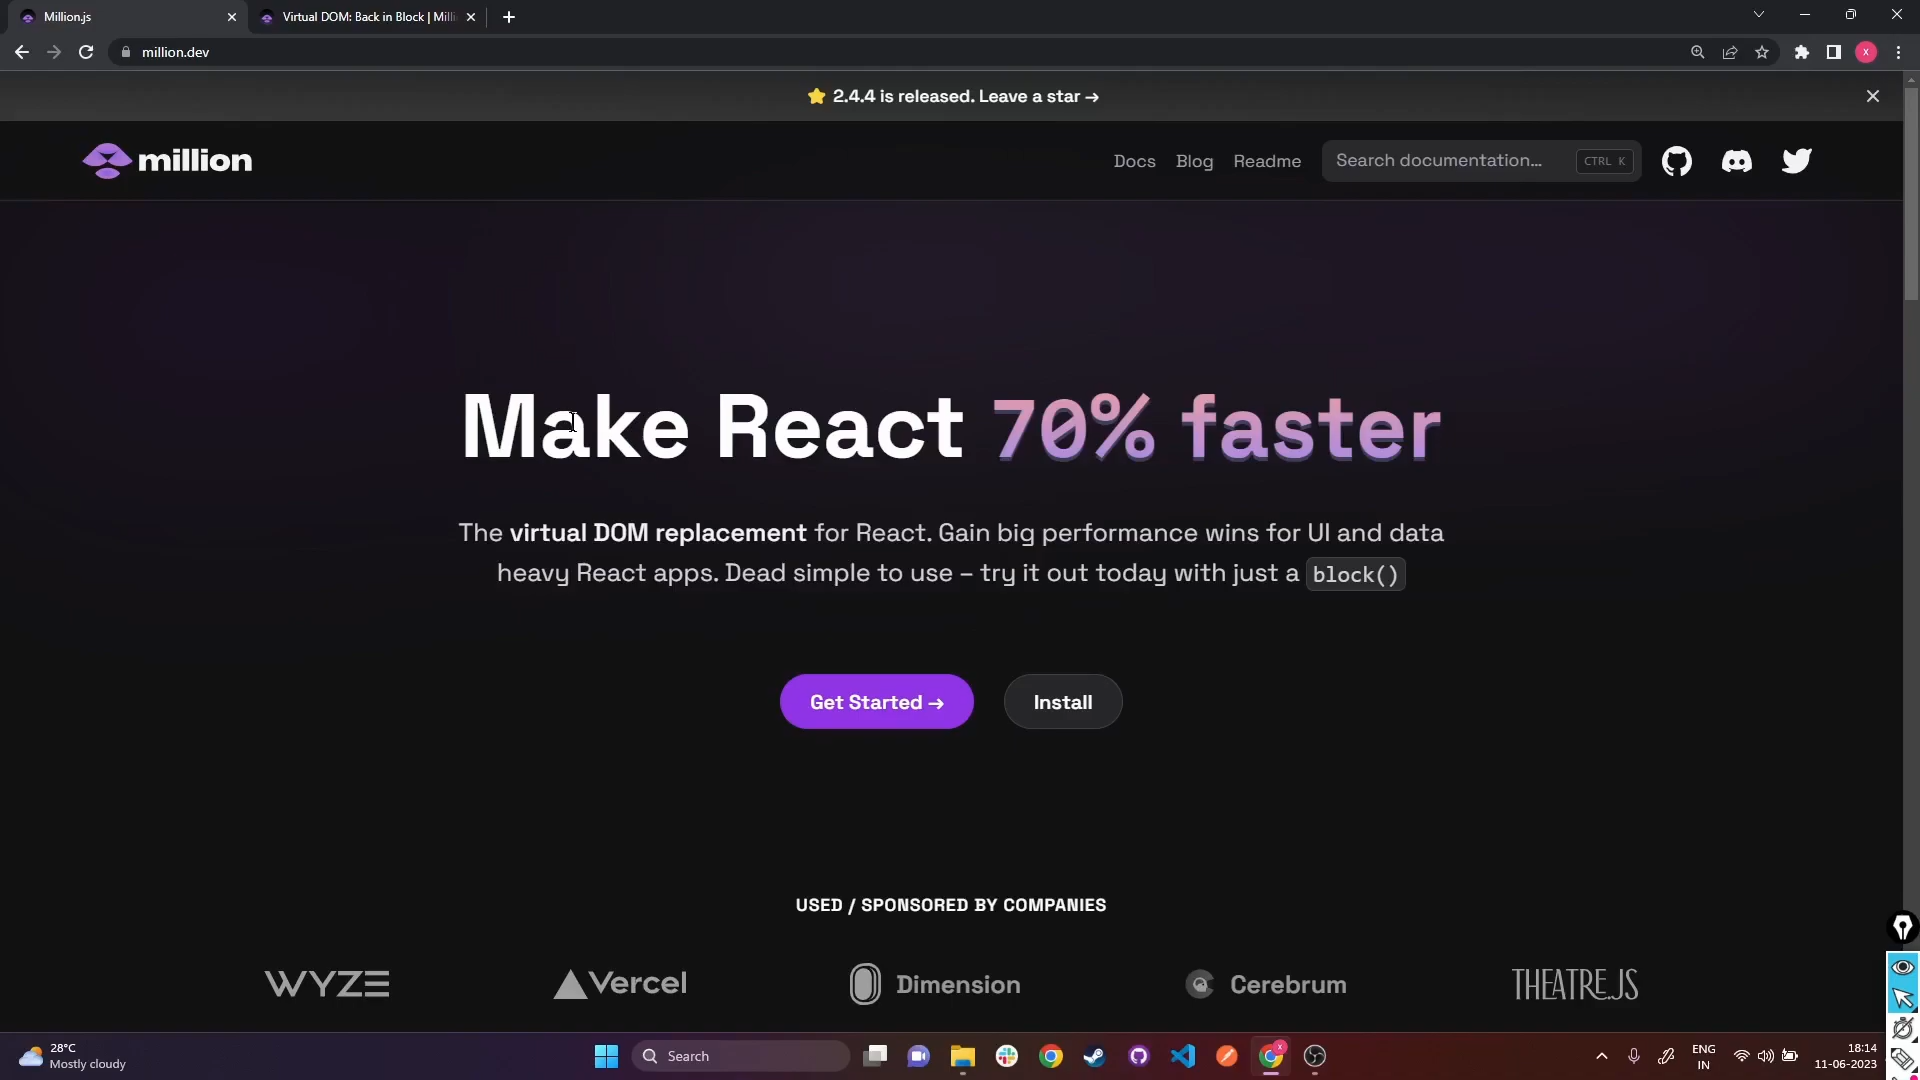 Million.js
Virtual DOM: Back in Block | Milli
million.dev
X
2.4.4 is released. Leave a star →
million
Docs
Blog
Readme
Search documentation...
CTRL K
Make React 70% faster
The virtual DOM replacement for React. Gain big performance wins for UI and data
heavy React apps. Dead simple to use – try it out today with just a block()
Get Started →
Install
USED / SPONSORED BY COMPANIES
WYZE
Vercel
Dimension
Cerebrum
THEATRE.JS
28°C
Mostly cloudy
Search
ENG
IN
18:14
11-06-2023